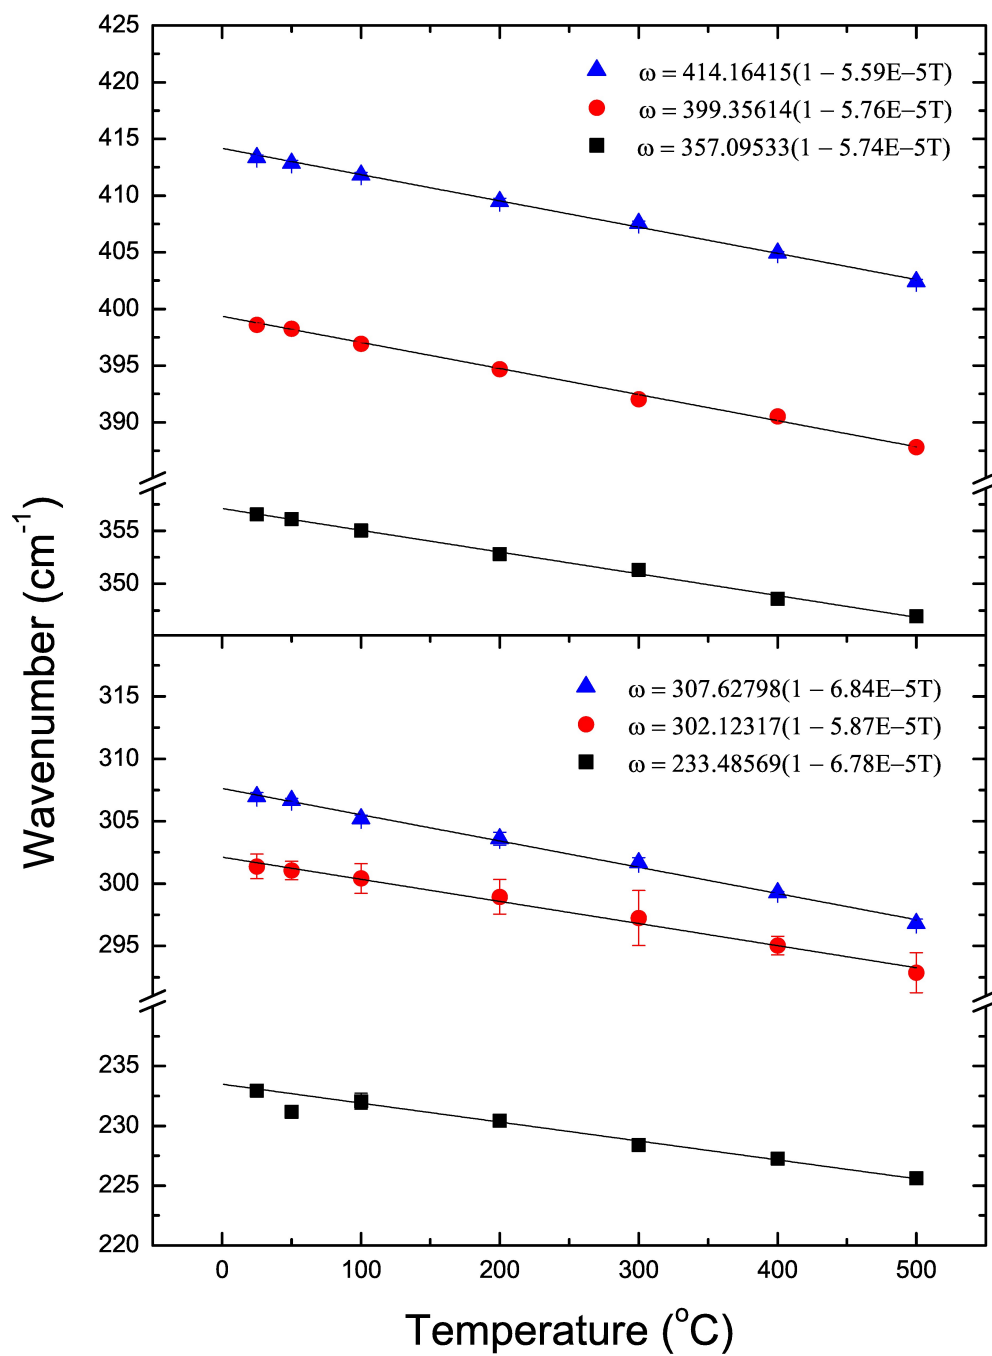 Wavenumber (cm⁻¹)
425
420
415
410
405
400
395
390
355
350
ω = 414.16415(1 − 5.59E−5T)
ω = 399.35614(1 − 5.76E−5T)
ω = 357.09533(1 − 5.74E−5T)
315
310
305
300
295
235
230
225
220
ω = 307.62798(1 − 6.84E−5T)
ω = 302.12317(1 − 5.87E−5T)
ω = 233.48569(1 − 6.78E−5T)
0 100 200 300 400 500
Temperature (°C)